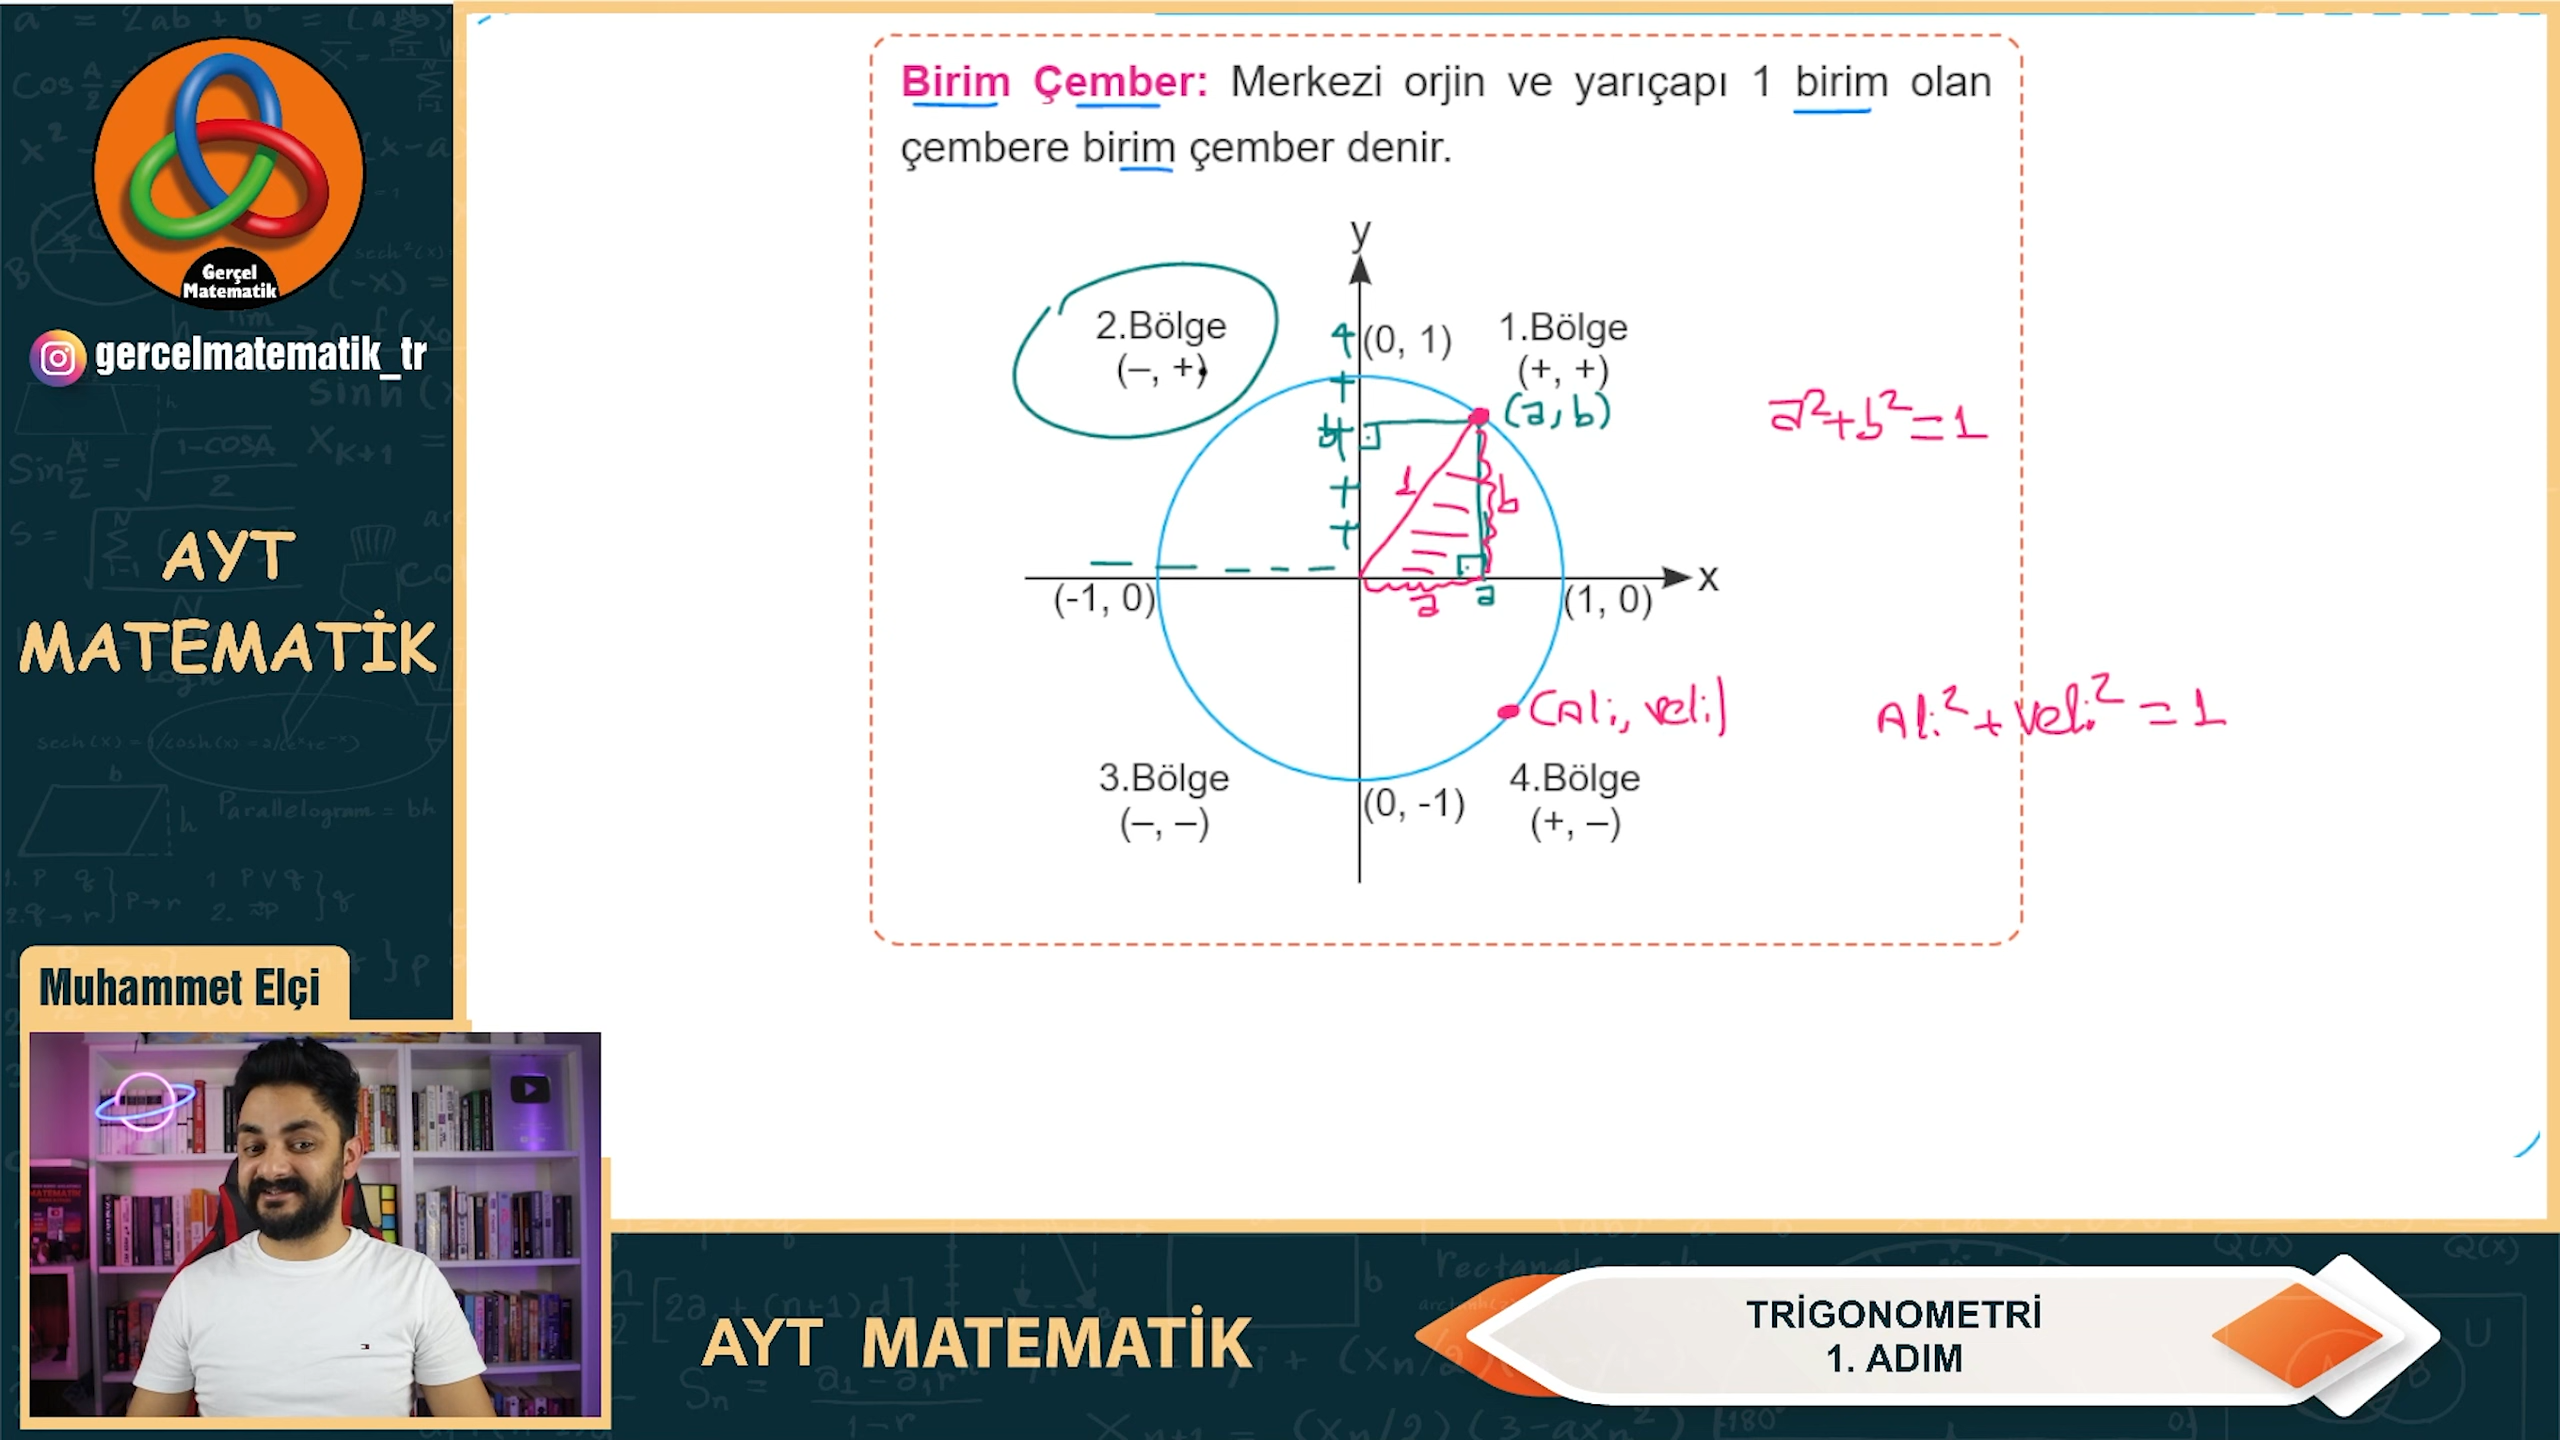 Gerçel
Matematik
gercelmatematik_tr
AYT
MATEMATİK
Muhammet Elçi
Birim Çember: Merkezi orjin ve yarıçapı 1 birim olan
çembere birim çember denir.
y
2.Bölge
(–, +)
(0, 1)
1.Bölge
(+, +)
(a, b)
a²+b²=1
+
+
b
+
+
1
b
(-1, 0)
a
a
(1, 0)
x
(Ali, veli)
Ali²+veli²=1
3.Bölge
(–, –)
(0, -1)
4.Bölge
(+, –)
AYT MATEMATİK
TRİGONOMETRİ
1. ADIM